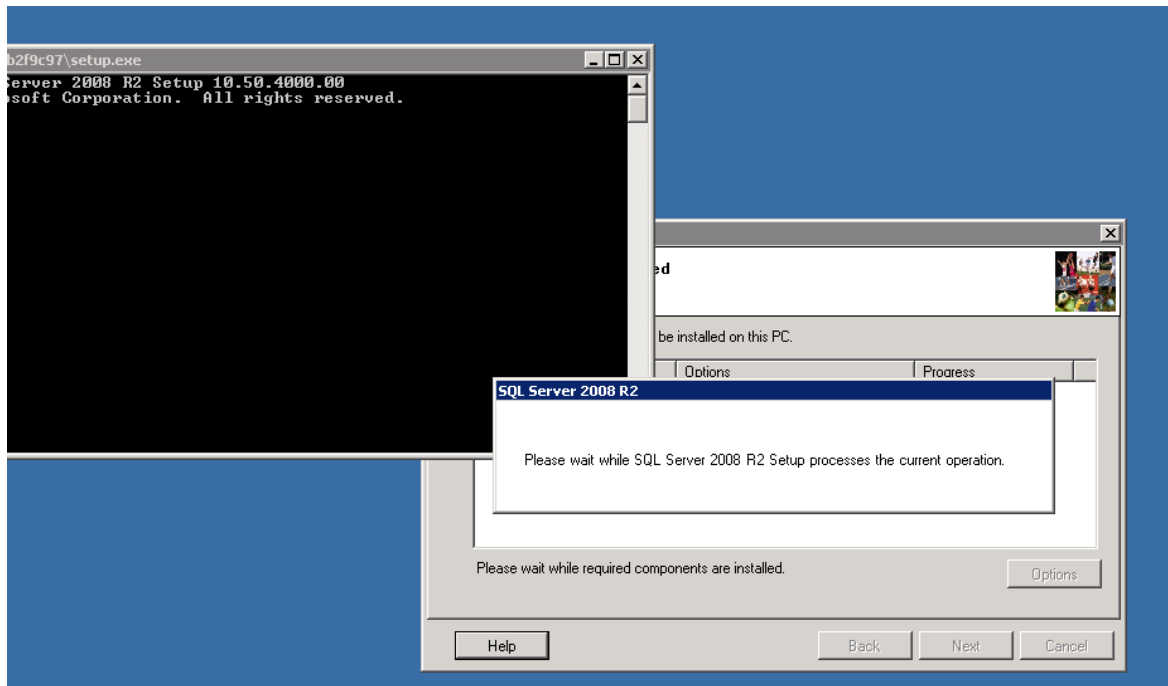 b2f9c97\setup.exe
Server 2008 R2 Setup 10.50.4000.00
osoft Corporation.  All rights reserved.
ed
be installed on this PC.
Options Progress
SQL Server 2008 R2
Please wait while SQL Server 2008 R2 Setup processes the current operation.
Please wait while required components are installed.
Options
Help Back Next Cancel